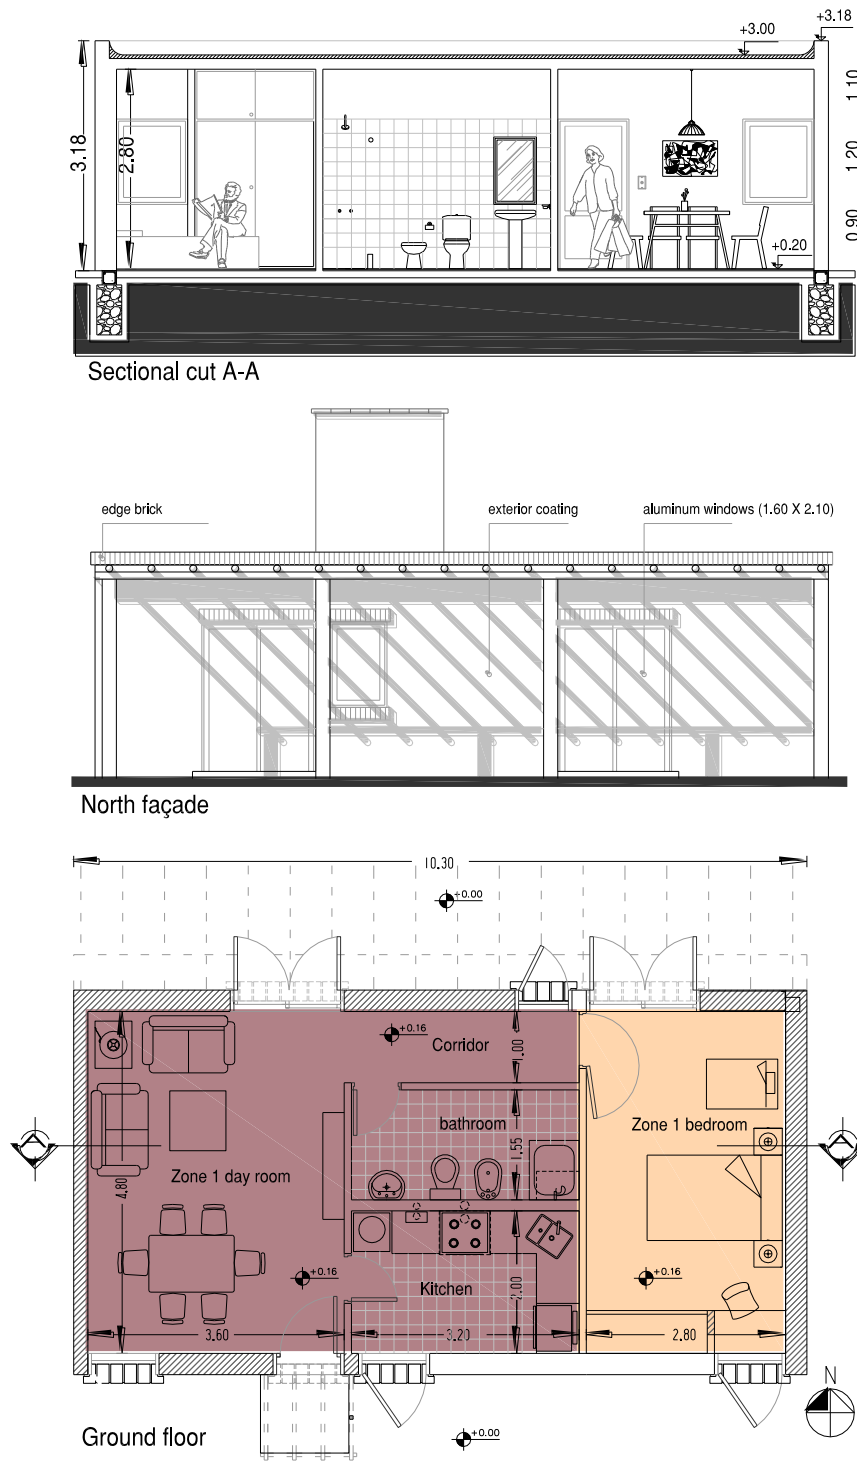 +3.18
+3.00
3.18
2.80
1.10
1.20
0.90
+0.20
Sectional cut A-A
edge brick
exterior coating
aluminum windows (1.60 X 2.10)
North façade
10.30
+0.00
+0.16
Corridor
1.00
bathroom
Zone 1 bedroom
1.55
Zone 1 day room
4.80
+0.16
+0.16
Kitchen
2.00
3.60
3.20
2.80
N
Ground floor
+0.00